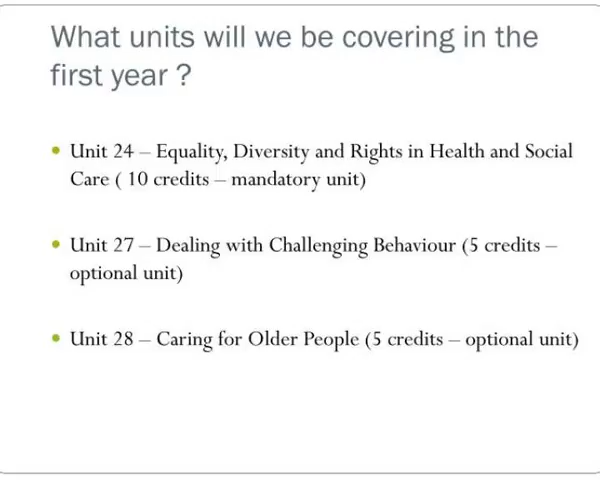 What units will we be covering in the
first year ?
• Unit 24 – Equality, Diversity and Rights in Health and Social
Care ( 10 credits – mandatory unit)
• Unit 27 – Dealing with Challenging Behaviour (5 credits –
optional unit)
• Unit 28 – Caring for Older People (5 credits – optional unit)